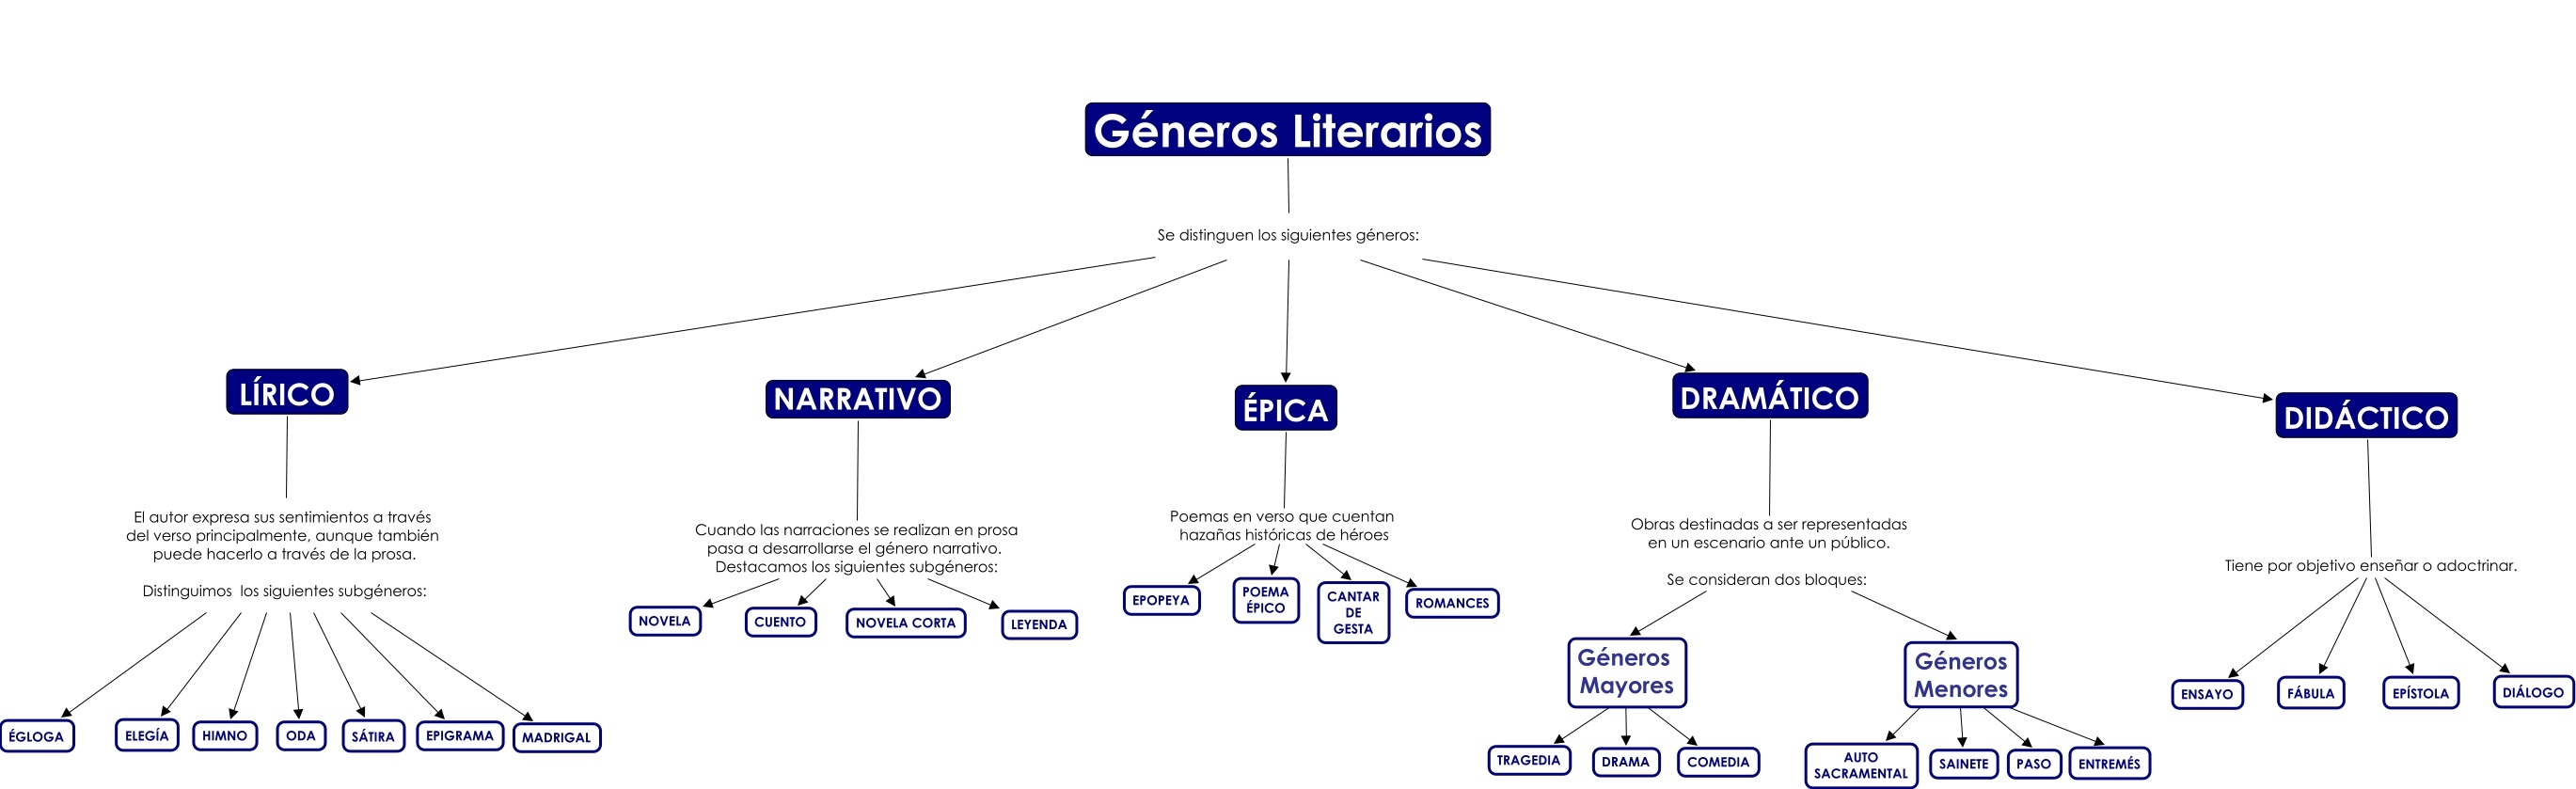 Géneros Literarios
Se distinguen los siguientes géneros:
LÍRICO
El autor expresa sus sentimientos a través
del verso principalmente, aunque también
puede hacerlo a través de la prosa.
Distinguimos los siguientes subgéneros:
ÉGLOGA
ELEGÍA
HIMNO
ODA
SÁTIRA
EPIGRAMA
MADRIGAL
NARRATIVO
Cuando las narraciones se realizan en prosa
pasa a desarrollarse el género narrativo.
Destacamos los siguientes subgéneros:
NOVELA
CUENTO
NOVELA CORTA
LEYENDA
ÉPICA
Poemas en verso que cuentan
hazañas históricas de héroes
EPOPEYA
POEMA
ÉPICO
CANTAR
DE
GESTA
ROMANCES
DRAMÁTICO
Obras destinadas a ser representadas
en un escenario ante un público.
Se consideran dos bloques:
Géneros
Mayores
TRAGEDIA
DRAMA
COMEDIA
Géneros
Menores
AUTO
SACRAMENTAL
SAINETE
PASO
ENTREMÉS
DIDÁCTICO
Tiene por objetivo enseñar o adoctrinar.
ENSAYO
FÁBULA
EPÍSTOLA
DIÁLOGO